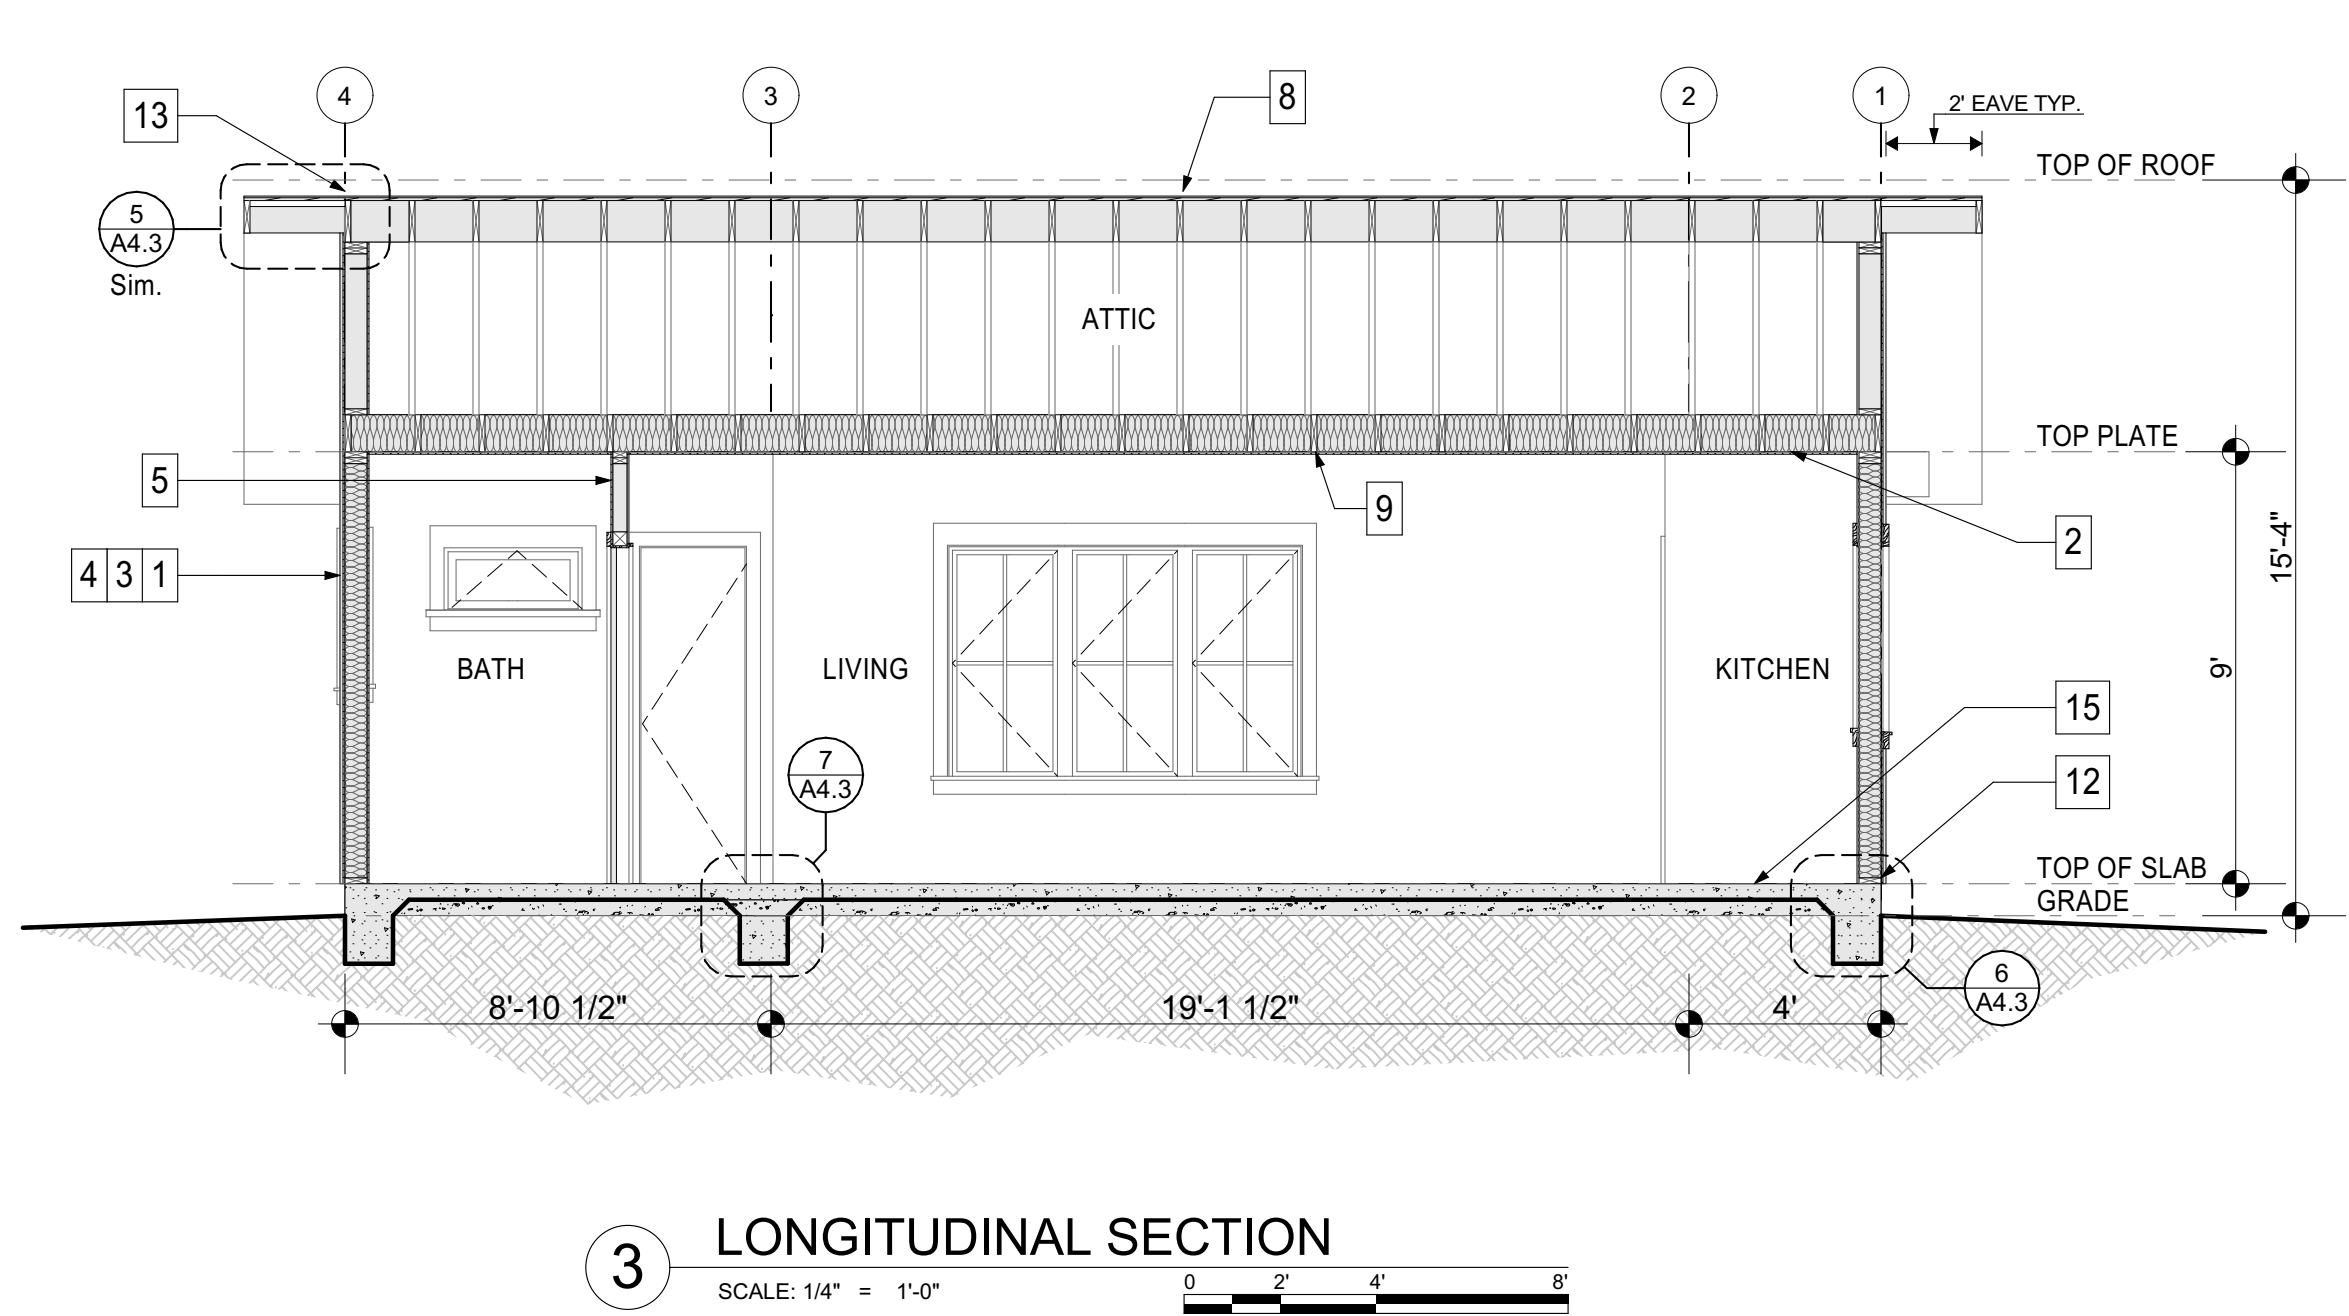 4
3
2
1
8
13
2' EAVE TYP.
TOP OF ROOF
5
A4.3
Sim.
ATTIC
TOP PLATE
5
9
2
15'-4"
4 3 1
BATH
LIVING
KITCHEN
9'
15
7
A4.3
12
TOP OF SLAB
GRADE
6
A4.3
8'-10 1/2"
19'-1 1/2"
4'
3
LONGITUDINAL SECTION
SCALE: 1/4" = 1'-0"
0 2' 4' 8'